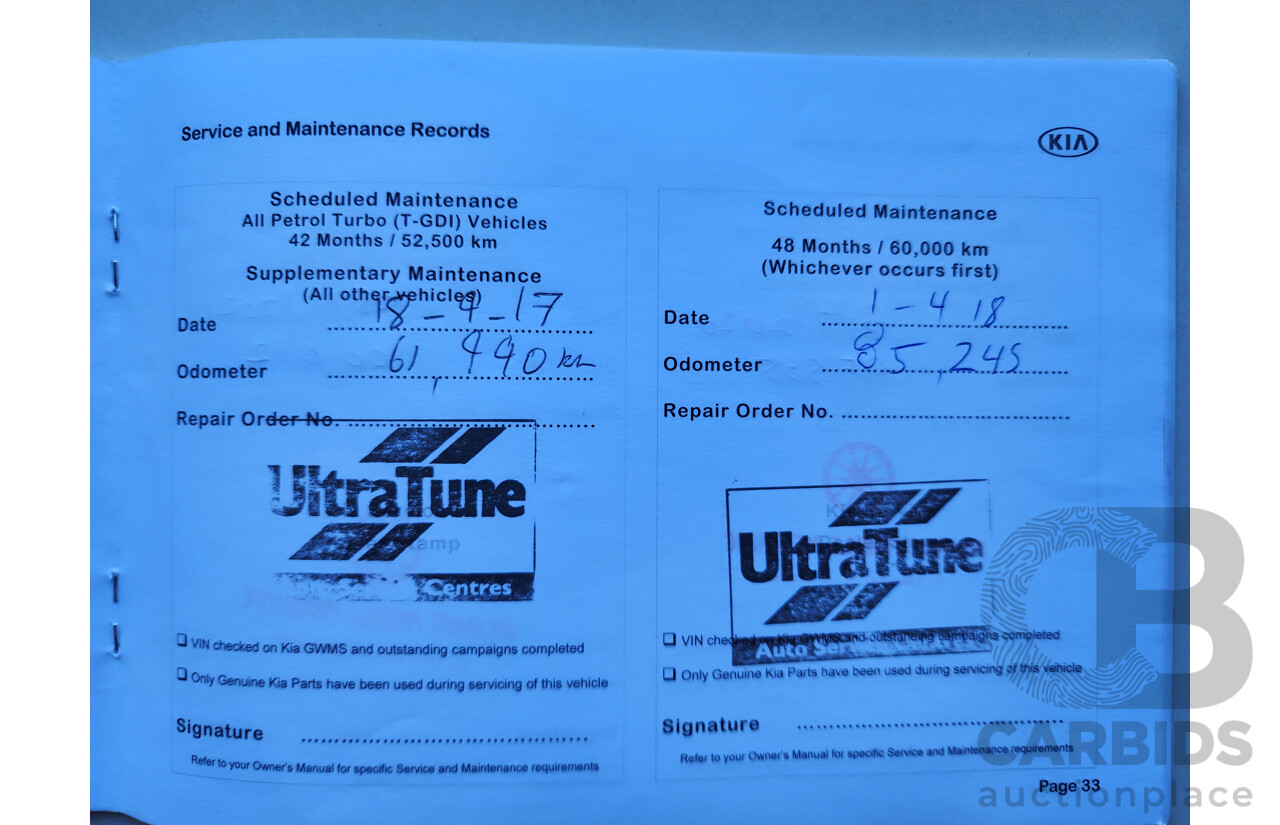 Service and Maintenance Records
KIA
Scheduled Maintenance
All Petrol Turbo (T-GDI) Vehicles
42 Months / 52,500 km
Supplementary Maintenance
(All other vehicles)
Date 18-4-17
Odometer 61,440 km
Repair Order No.
UltraTune
Centres
VIN checked on Kia GWMS and outstanding campaigns completed
Only Genuine Kia Parts have been used during servicing of this vehicle
Signature
Refer to your Owner's Manual for specific Service and Maintenance requirements
Scheduled Maintenance
48 Months / 60,000 km
(Whichever occurs first)
Date 1-4 18
Odometer 85,245
Repair Order No.
UltraTune
VIN checked on Kia GWMS and outstanding campaigns completed
Auto Service
Only Genuine Kia Parts have been used during servicing of this vehicle
Signature
Refer to your Owner's Manual for specific Service and Maintenance requirements
Page 33
CB
CARBIDS
auctionplace